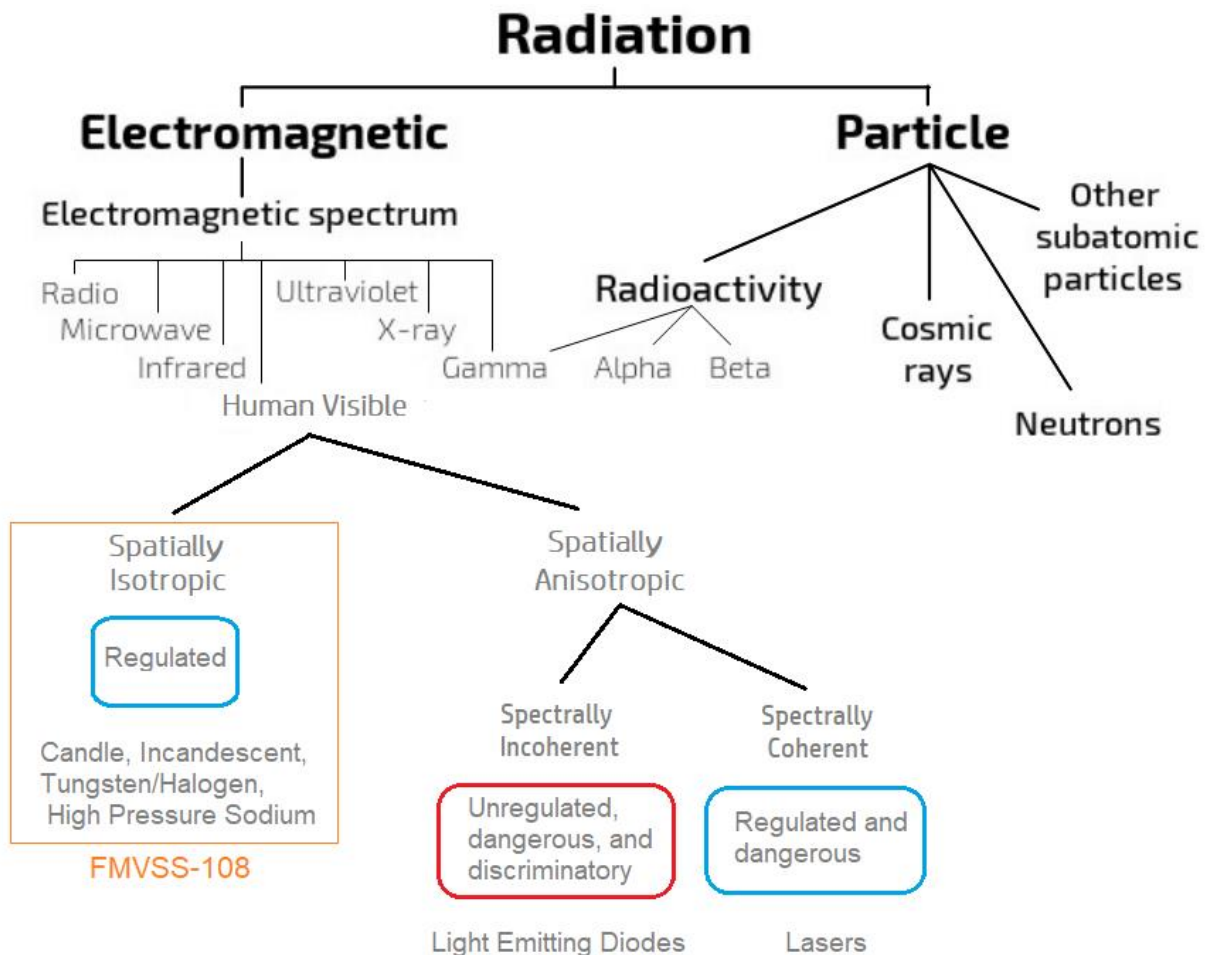 Radiation
Electromagnetic
Particle
Electromagnetic spectrum
Radio
Microwave
Infrared
Human Visible
Ultraviolet
X-ray
Gamma
Radioactivity
Alpha
Beta
Cosmic
rays
Neutrons
Other
subatomic
particles
Spatially
Isotropic
Regulated
Candle, Incandescent,
Tungsten/Halogen,
High Pressure Sodium
FMVSS-108
Spatially
Anisotropic
Spectrally
Incoherent
Unregulated,
dangerous, and
discriminatory
Light Emitting Diodes
Spectrally
Coherent
Regulated and
dangerous
Lasers